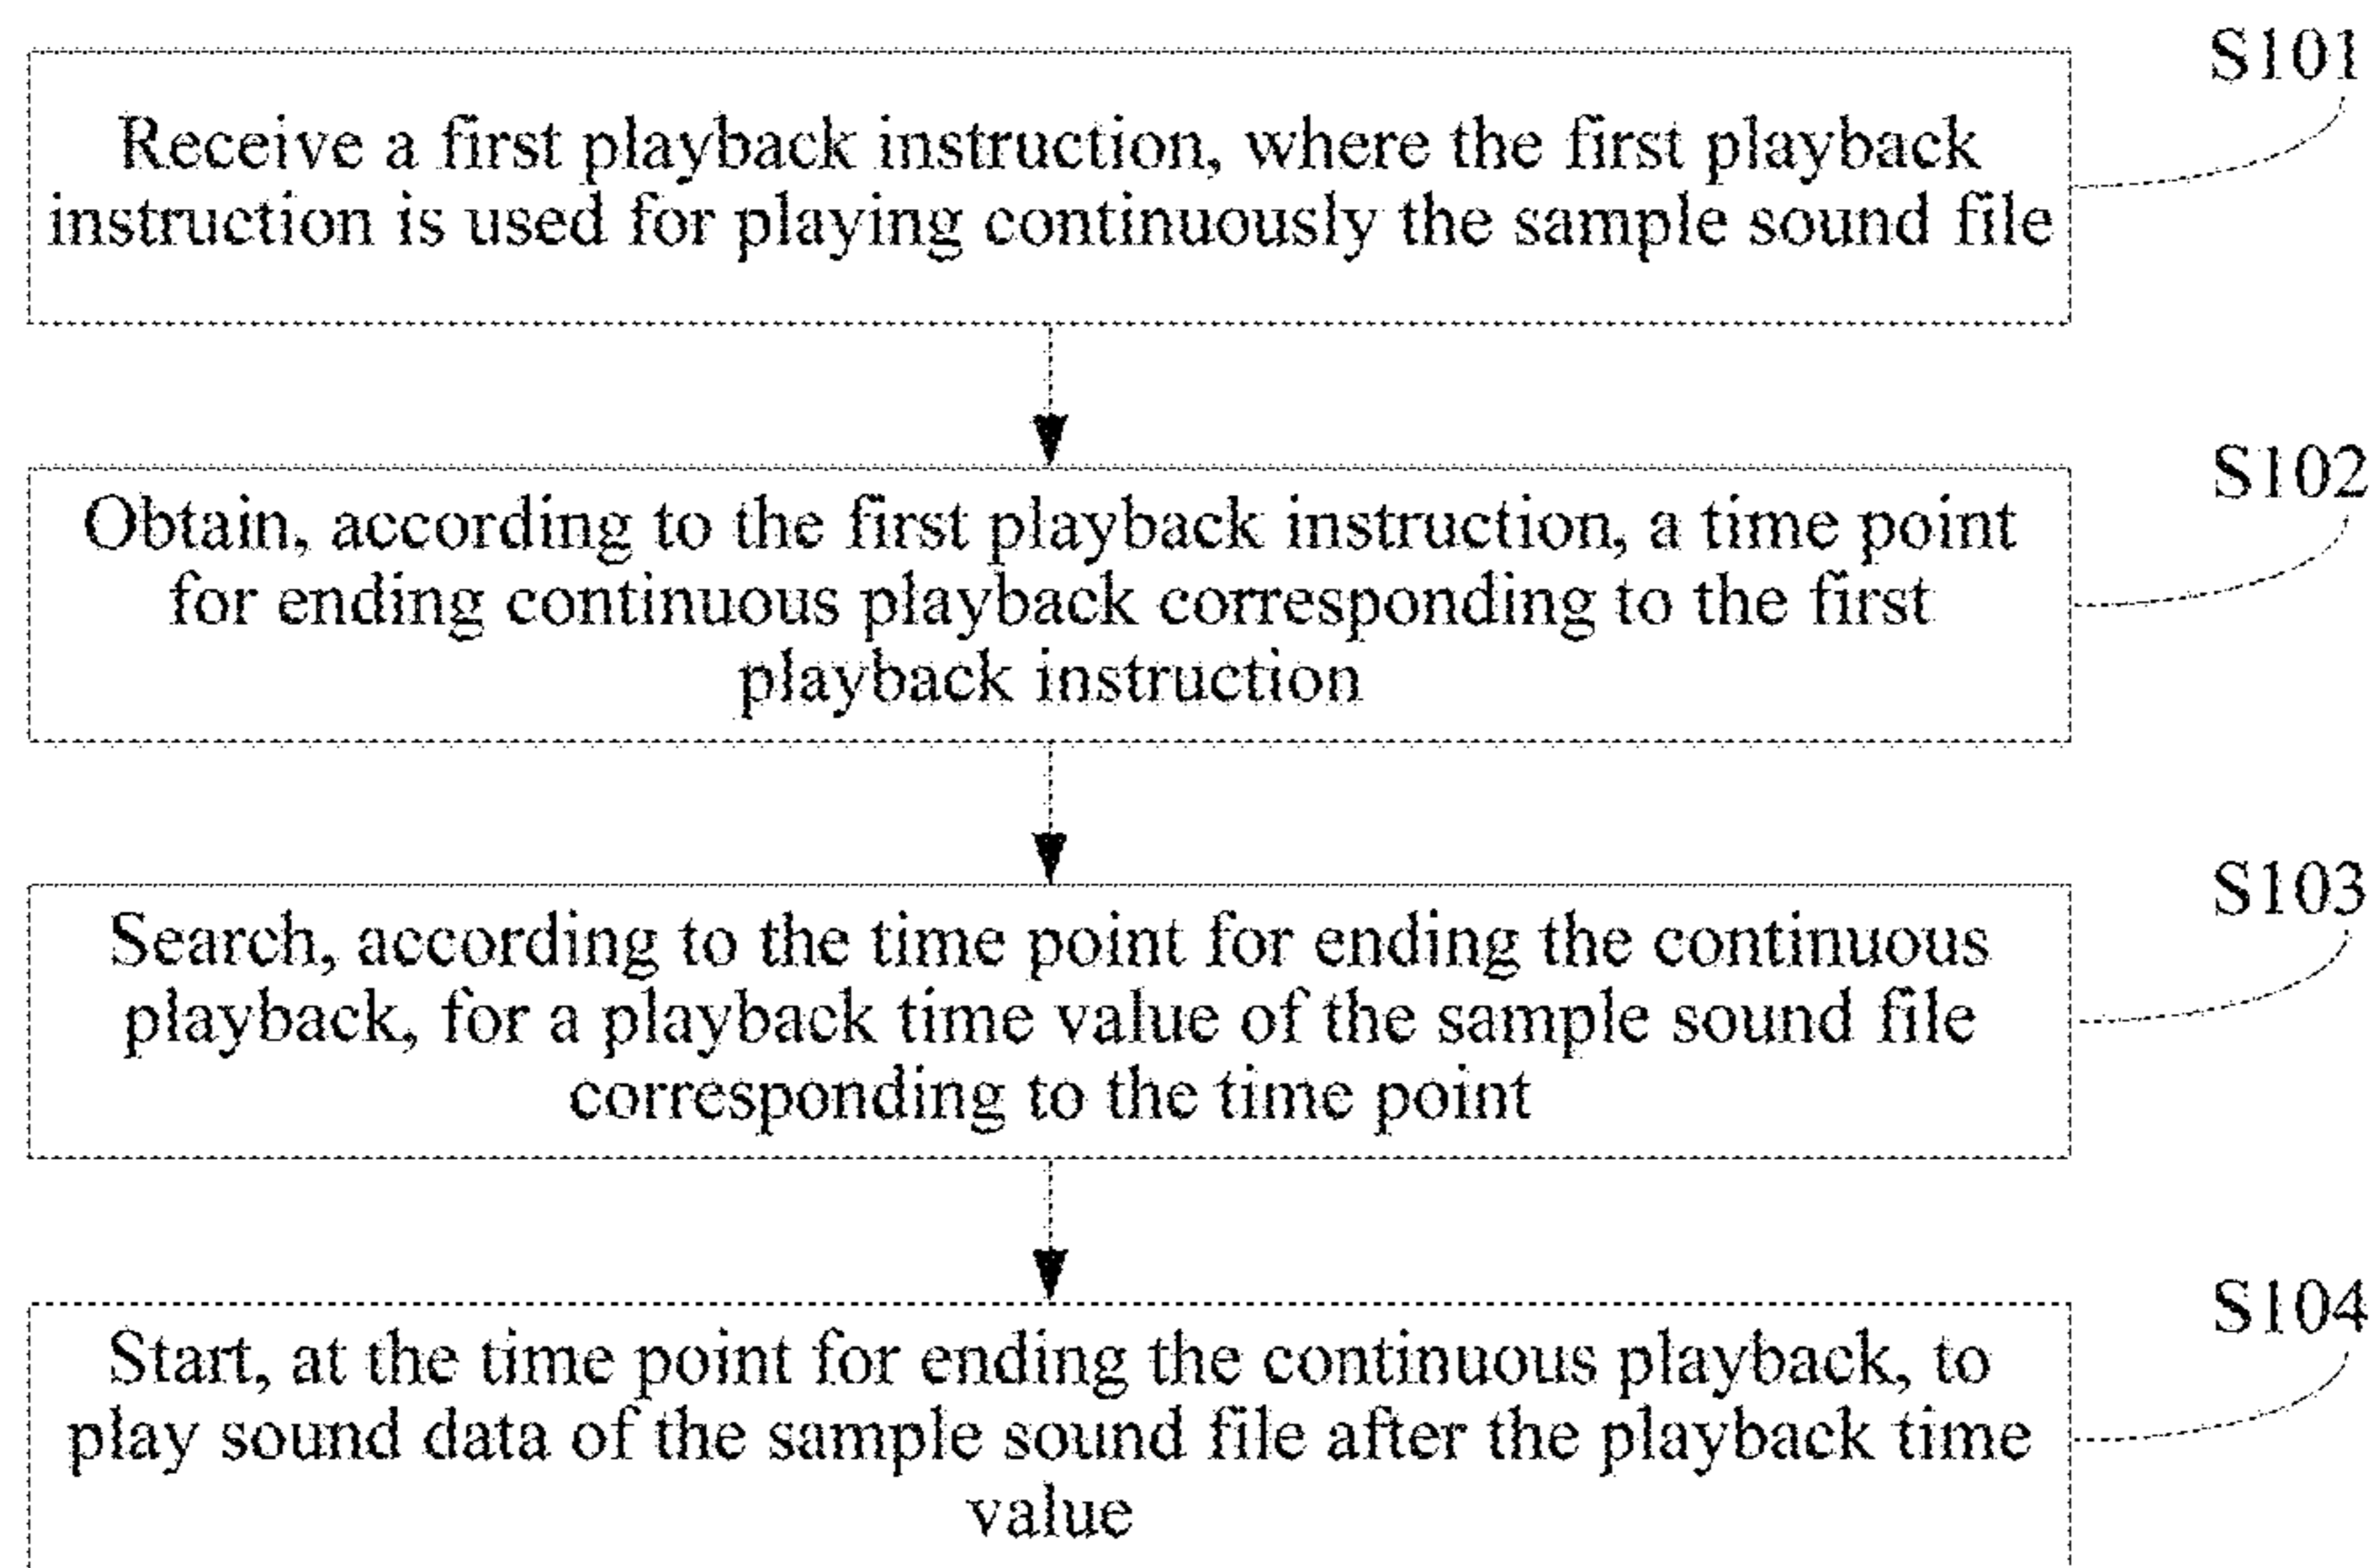 S101
Receive a first playback instruction, where the first playback
instruction is used for playing continuously the sample sound file
S102
Obtain, according to the first playback instruction, a time point
for ending continuous playback corresponding to the first
playback instruction
S103
Search, according to the time point for ending the continuous
playback, for a playback time value of the sample sound file
corresponding to the time point
S104
Start, at the time point for ending the continuous playback, to
play sound data of the sample sound file after the playback time
value